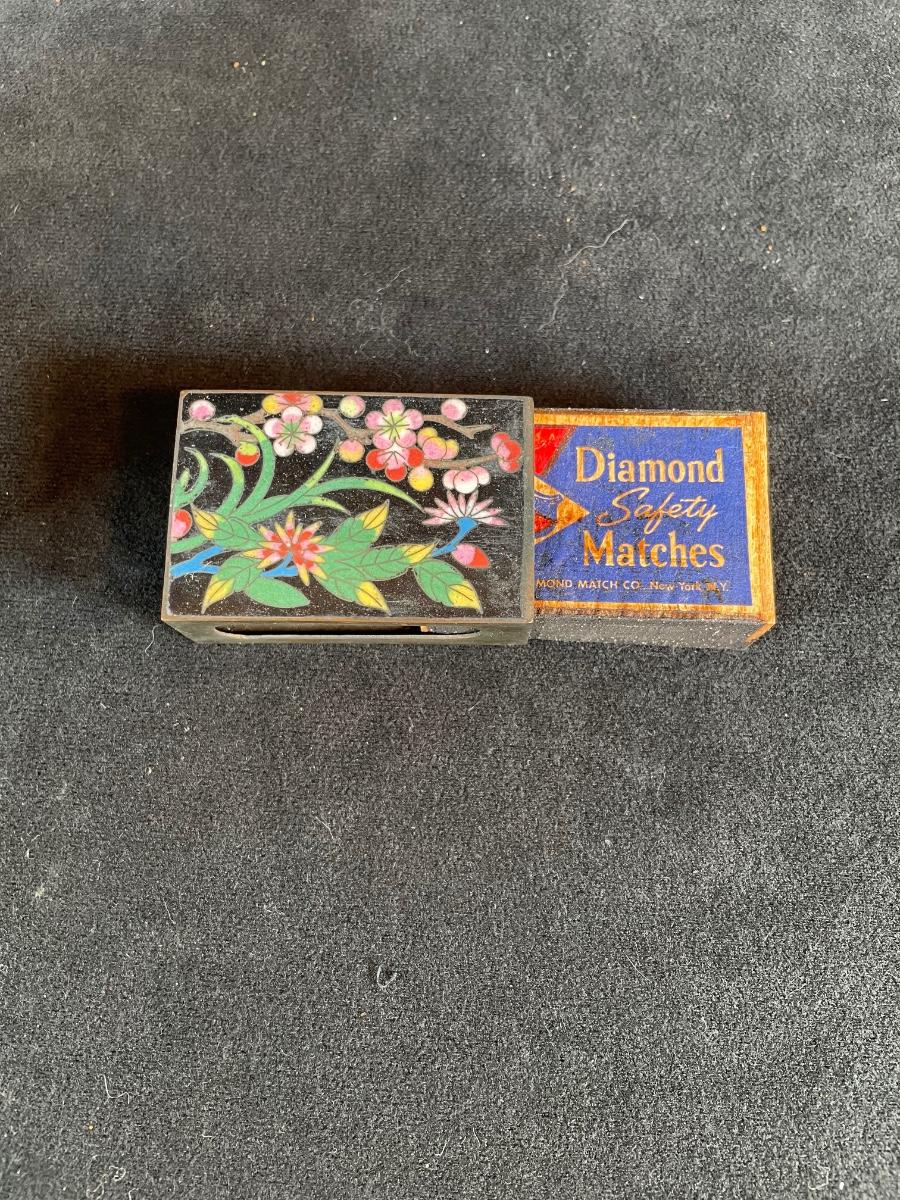 Diamond
Safety
Matches
MOND MATCH CO. New York N.Y.